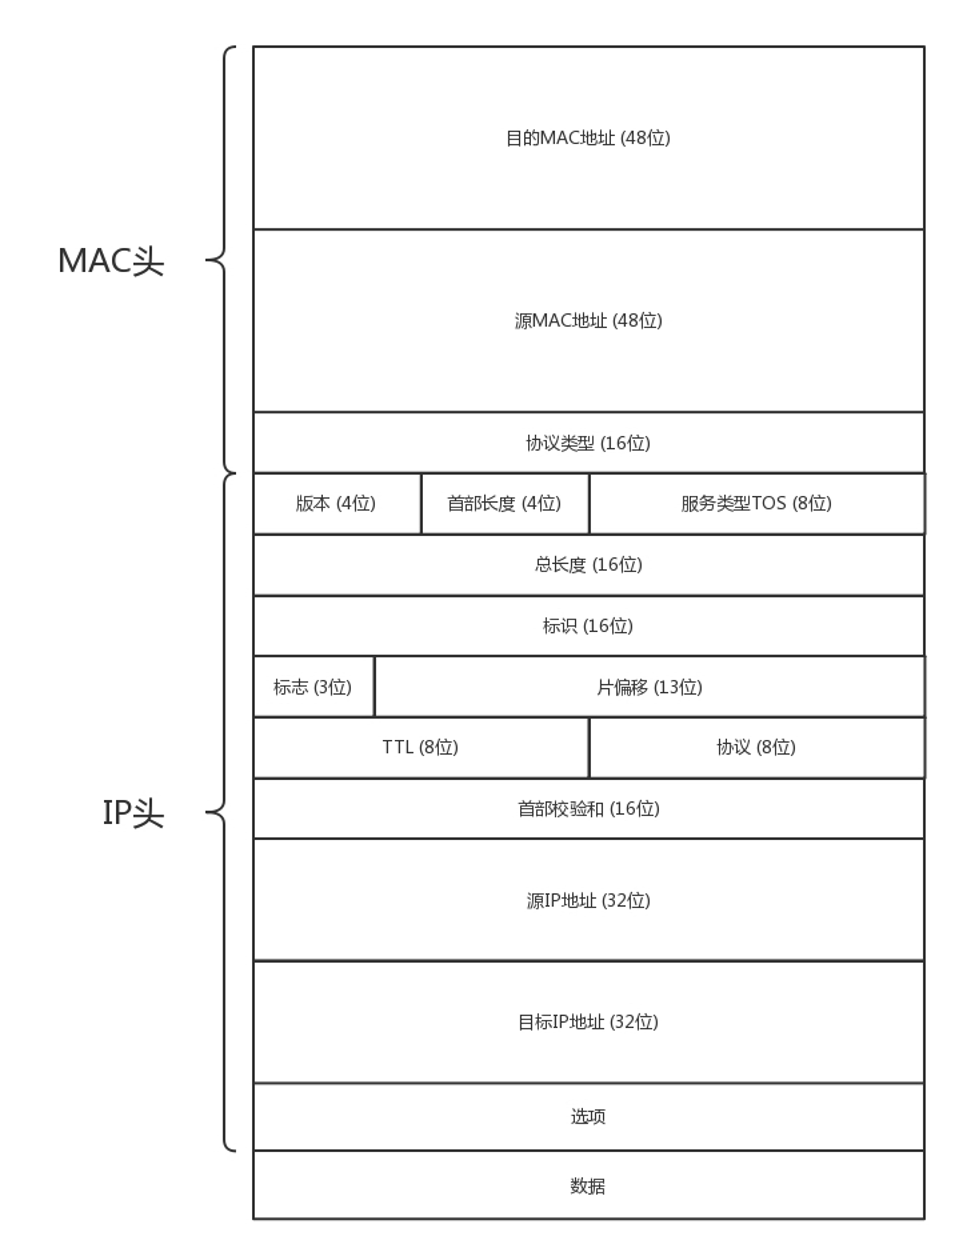 目的MAC地址 (48位)
MAC头
源MAC地址 (48位)
协议类型 (16位)
版本 (4位)
首部长度 (4位)
服务类型TOS (8位)
总长度 (16位)
标识 (16位)
标志 (3位)
片偏移 (13位)
TTL (8位)
协议 (8位)
IP头
首部校验和 (16位)
源IP地址 (32位)
目标IP地址 (32位)
选项
数据